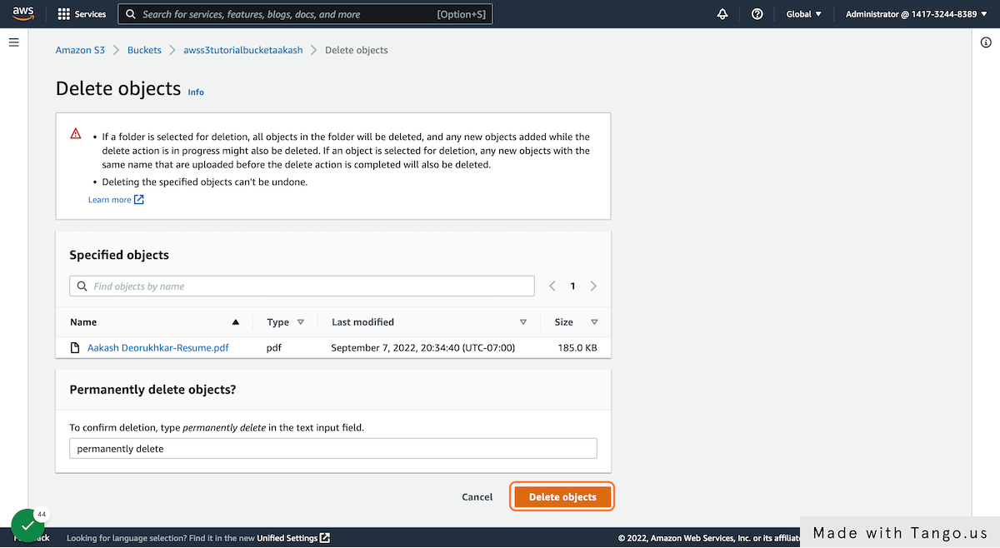 aws
Services
Search for services, features, blogs, docs, and more
[Option+S]
Global
Administrator @ 1417-3244-8389
Amazon S3
Buckets
awss3tutorialbucketaakash
Delete objects
Delete objects Info
• If a folder is selected for deletion, all objects in the folder will be deleted, and any new objects added while the
delete action is in progress might also be deleted. If an object is selected for deletion, any new objects with the
same name that are uploaded before the delete action is completed will also be deleted.
• Deleting the specified objects can't be undone.
Learn more
Specified objects
Find objects by name
1
Name
Type
Last modified
Size
Aakash Deorukhkar-Resume.pdf
pdf
September 7, 2022, 20:34:40 (UTC-07:00)
185.0 KB
Permanently delete objects?
To confirm deletion, type permanently delete in the text input field.
permanently delete
Cancel
Delete objects
44
Looking for language selection? Find it in the new Unified Settings
© 2022, Amazon Web Services, Inc. or its
Made with Tango.us